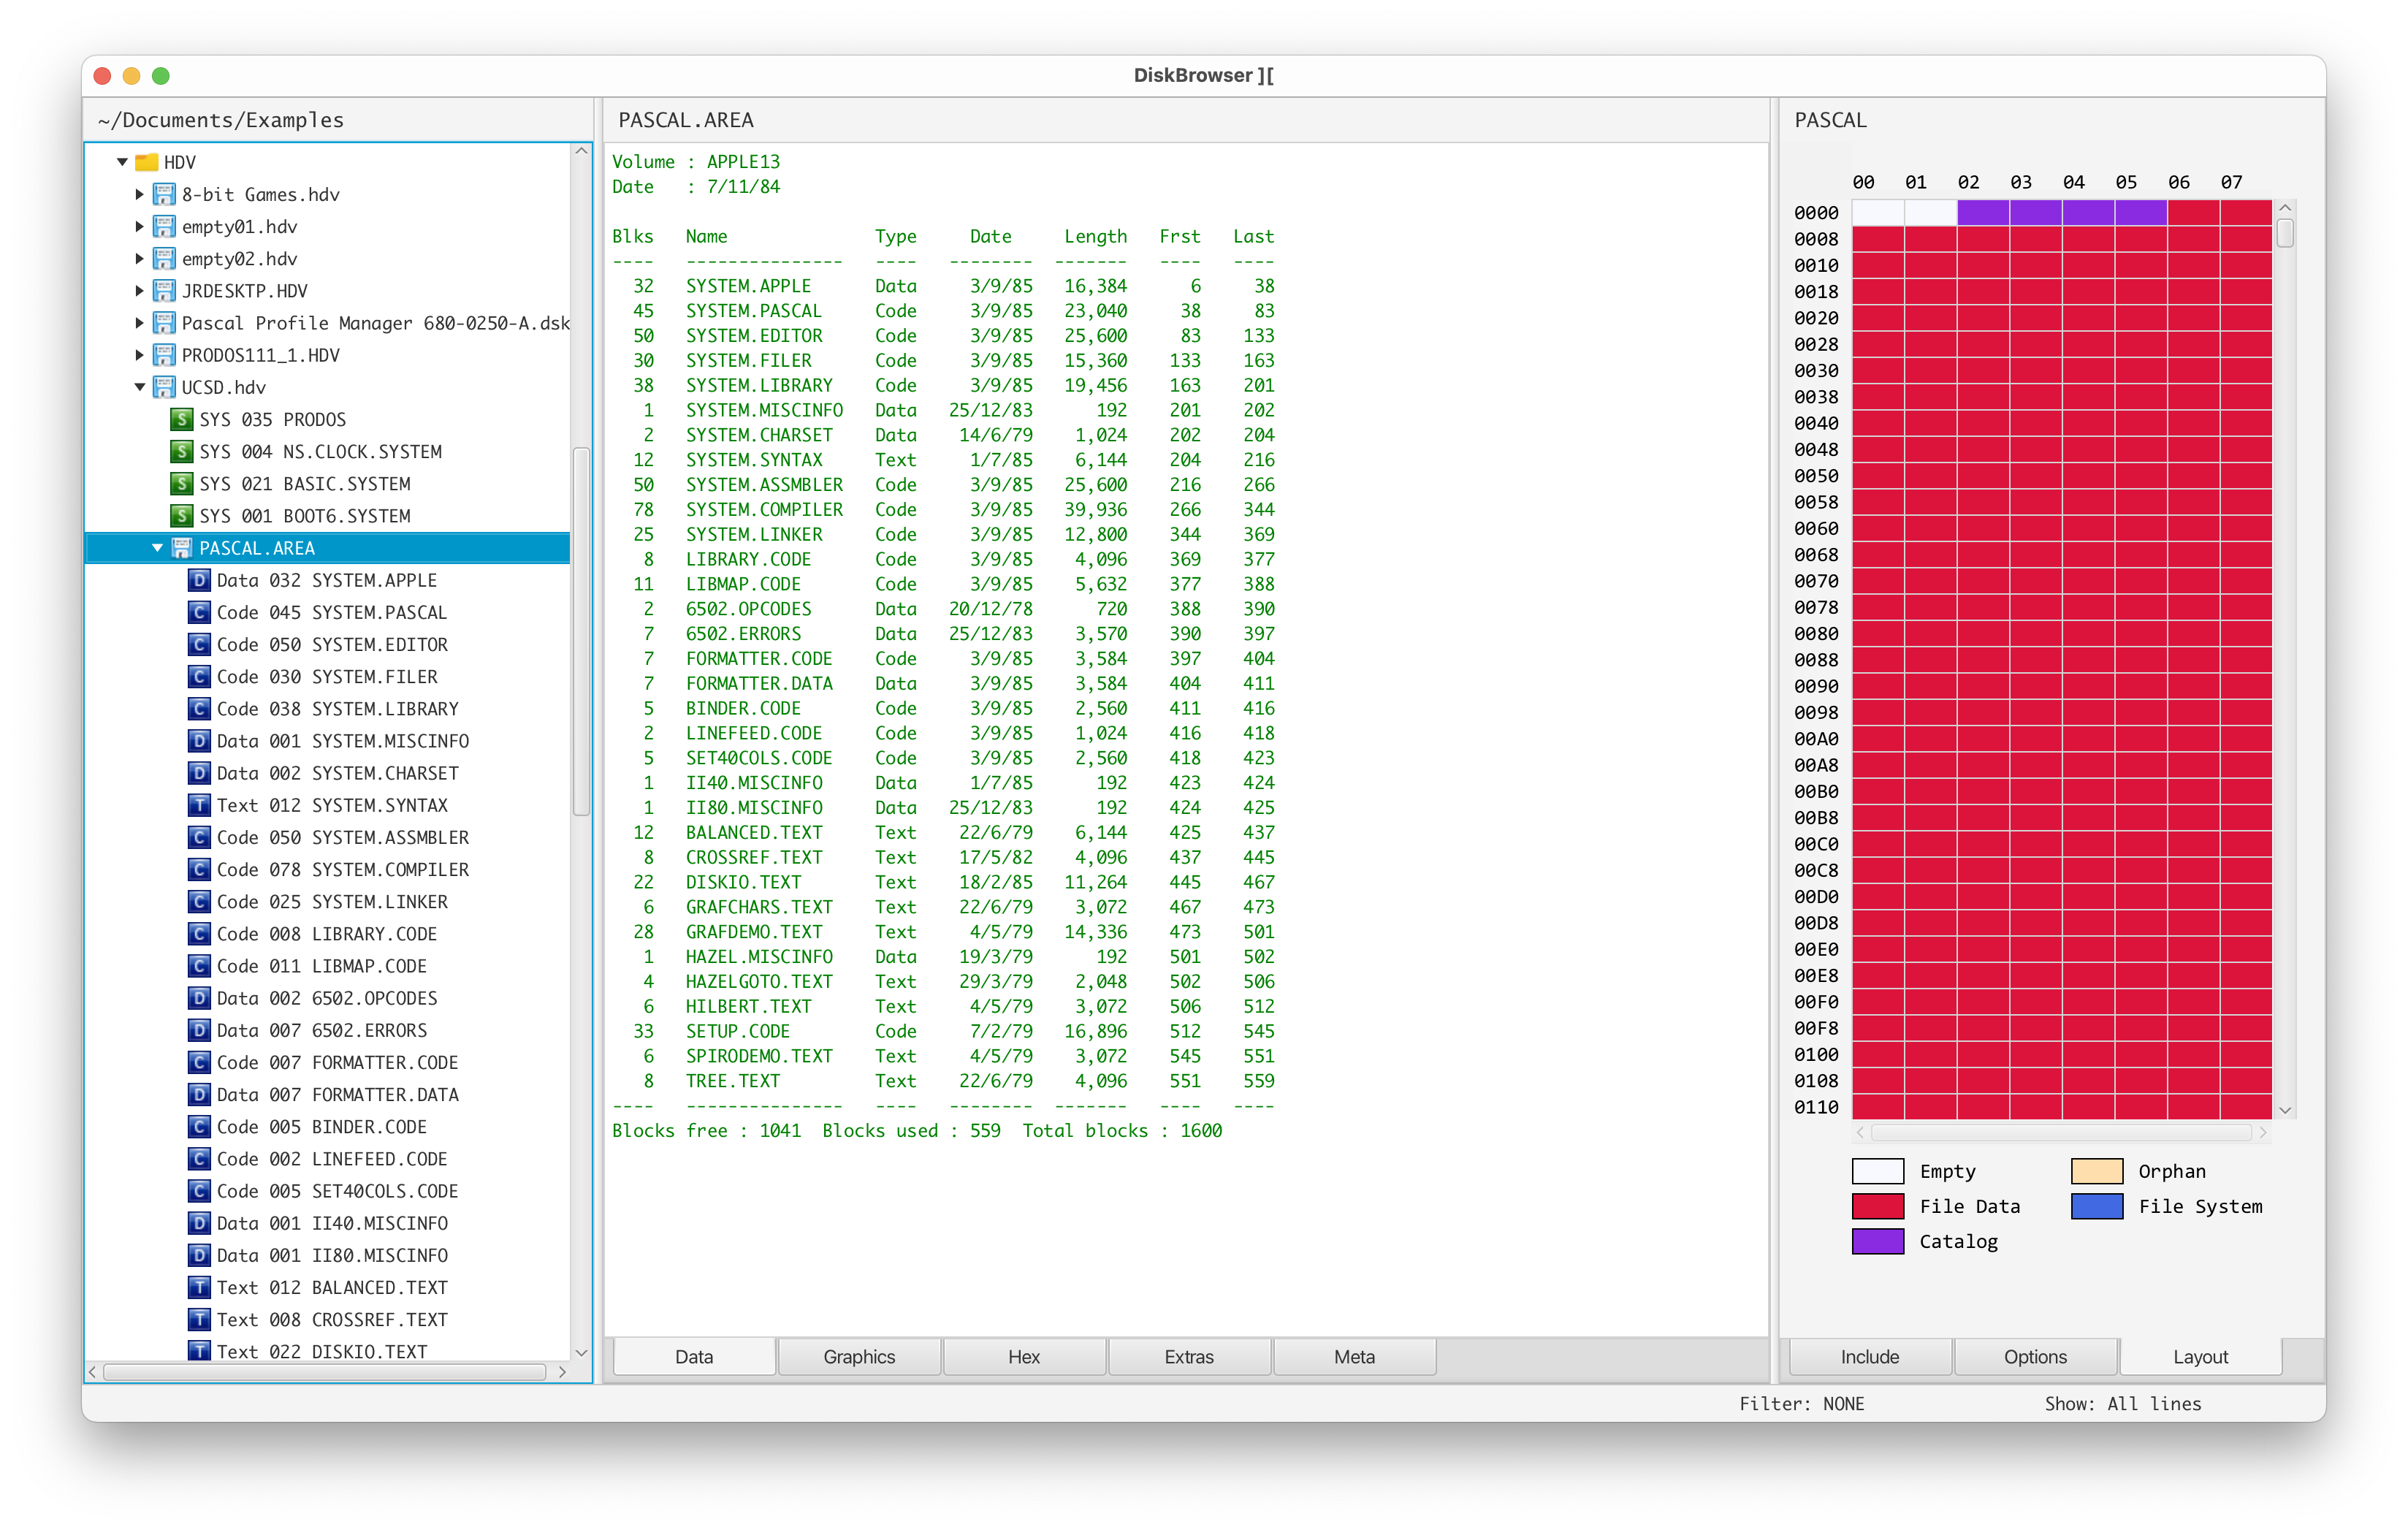 DiskBrowser ][
~/Documents/Examples
HDV
8-bit Games.hdv
empty01.hdv
empty02.hdv
JRDESKTP.HDV
Pascal Profile Manager 680-0250-A.dsk
PRODOS111_1.HDV
UCSD.hdv
S SYS 035 PRODOS
S SYS 004 NS.CLOCK.SYSTEM
S SYS 021 BASIC.SYSTEM
S SYS 001 BOOT6.SYSTEM
PASCAL.AREA
D Data 032 SYSTEM.APPLE
C Code 045 SYSTEM.PASCAL
C Code 050 SYSTEM.EDITOR
C Code 030 SYSTEM.FILER
C Code 038 SYSTEM.LIBRARY
D Data 001 SYSTEM.MISCINFO
D Data 002 SYSTEM.CHARSET
T Text 012 SYSTEM.SYNTAX
C Code 050 SYSTEM.ASSMBLER
C Code 078 SYSTEM.COMPILER
C Code 025 SYSTEM.LINKER
C Code 008 LIBRARY.CODE
C Code 011 LIBMAP.CODE
D Data 002 6502.OPCODES
D Data 007 6502.ERRORS
C Code 007 FORMATTER.CODE
D Data 007 FORMATTER.DATA
C Code 005 BINDER.CODE
C Code 002 LINEFEED.CODE
C Code 005 SET40COLS.CODE
D Data 001 II40.MISCINFO
D Data 001 II80.MISCINFO
T Text 012 BALANCED.TEXT
T Text 008 CROSSREF.TEXT
T Text 022 DISKIO.TEXT
PASCAL.AREA
Volume : APPLE13
Date   : 7/11/84
Blks   Name              Type     Date     Length   Frst   Last
----   ---------------   ----   --------  -------   ----   ----
32   SYSTEM.APPLE      Data     3/9/85   16,384      6     38
45   SYSTEM.PASCAL     Code     3/9/85   23,040     38     83
50   SYSTEM.EDITOR     Code     3/9/85   25,600     83    133
30   SYSTEM.FILER      Code     3/9/85   15,360    133    163
38   SYSTEM.LIBRARY    Code     3/9/85   19,456    163    201
1   SYSTEM.MISCINFO   Data   25/12/83      192    201    202
2   SYSTEM.CHARSET    Data    14/6/79    1,024    202    204
12   SYSTEM.SYNTAX     Text     1/7/85    6,144    204    216
50   SYSTEM.ASSMBLER   Code     3/9/85   25,600    216    266
78   SYSTEM.COMPILER   Code     3/9/85   39,936    266    344
25   SYSTEM.LINKER     Code     3/9/85   12,800    344    369
8   LIBRARY.CODE      Code     3/9/85    4,096    369    377
11   LIBMAP.CODE       Code     3/9/85    5,632    377    388
2   6502.OPCODES      Data   20/12/78      720    388    390
7   6502.ERRORS       Data   25/12/83    3,570    390    397
7   FORMATTER.CODE    Code     3/9/85    3,584    397    404
7   FORMATTER.DATA    Data     3/9/85    3,584    404    411
5   BINDER.CODE       Code     3/9/85    2,560    411    416
2   LINEFEED.CODE     Code     3/9/85    1,024    416    418
5   SET40COLS.CODE    Code     3/9/85    2,560    418    423
1   II40.MISCINFO     Data     1/7/85      192    423    424
1   II80.MISCINFO     Data   25/12/83      192    424    425
12   BALANCED.TEXT     Text    22/6/79    6,144    425    437
8   CROSSREF.TEXT     Text    17/5/82    4,096    437    445
22   DISKIO.TEXT       Text    18/2/85   11,264    445    467
6   GRAFCHARS.TEXT    Text    22/6/79    3,072    467    473
28   GRAFDEMO.TEXT     Text     4/5/79   14,336    473    501
1   HAZEL.MISCINFO    Data    19/3/79      192    501    502
4   HAZELGOTO.TEXT    Text    29/3/79    2,048    502    506
6   HILBERT.TEXT      Text     4/5/79    3,072    506    512
33   SETUP.CODE        Code     7/2/79   16,896    512    545
6   SPIRODEMO.TEXT    Text     4/5/79    3,072    545    551
8   TREE.TEXT         Text    22/6/79    4,096    551    559
----   ---------------   ----   --------  -------   ----   ----
Blocks free : 1041  Blocks used : 559  Total blocks : 1600
Data Graphics Hex Extras Meta
PASCAL
00 01 02 03 04 05 06 07
0000
0008
0010
0018
0020
0028
0030
0038
0040
0048
0050
0058
0060
0068
0070
0078
0080
0088
0090
0098
00A0
00A8
00B0
00B8
00C0
00C8
00D0
00D8
00E0
00E8
00F0
00F8
0100
0108
0110
Empty Orphan
File Data File System
Catalog
Include Options Layout
Filter: NONE Show: All lines